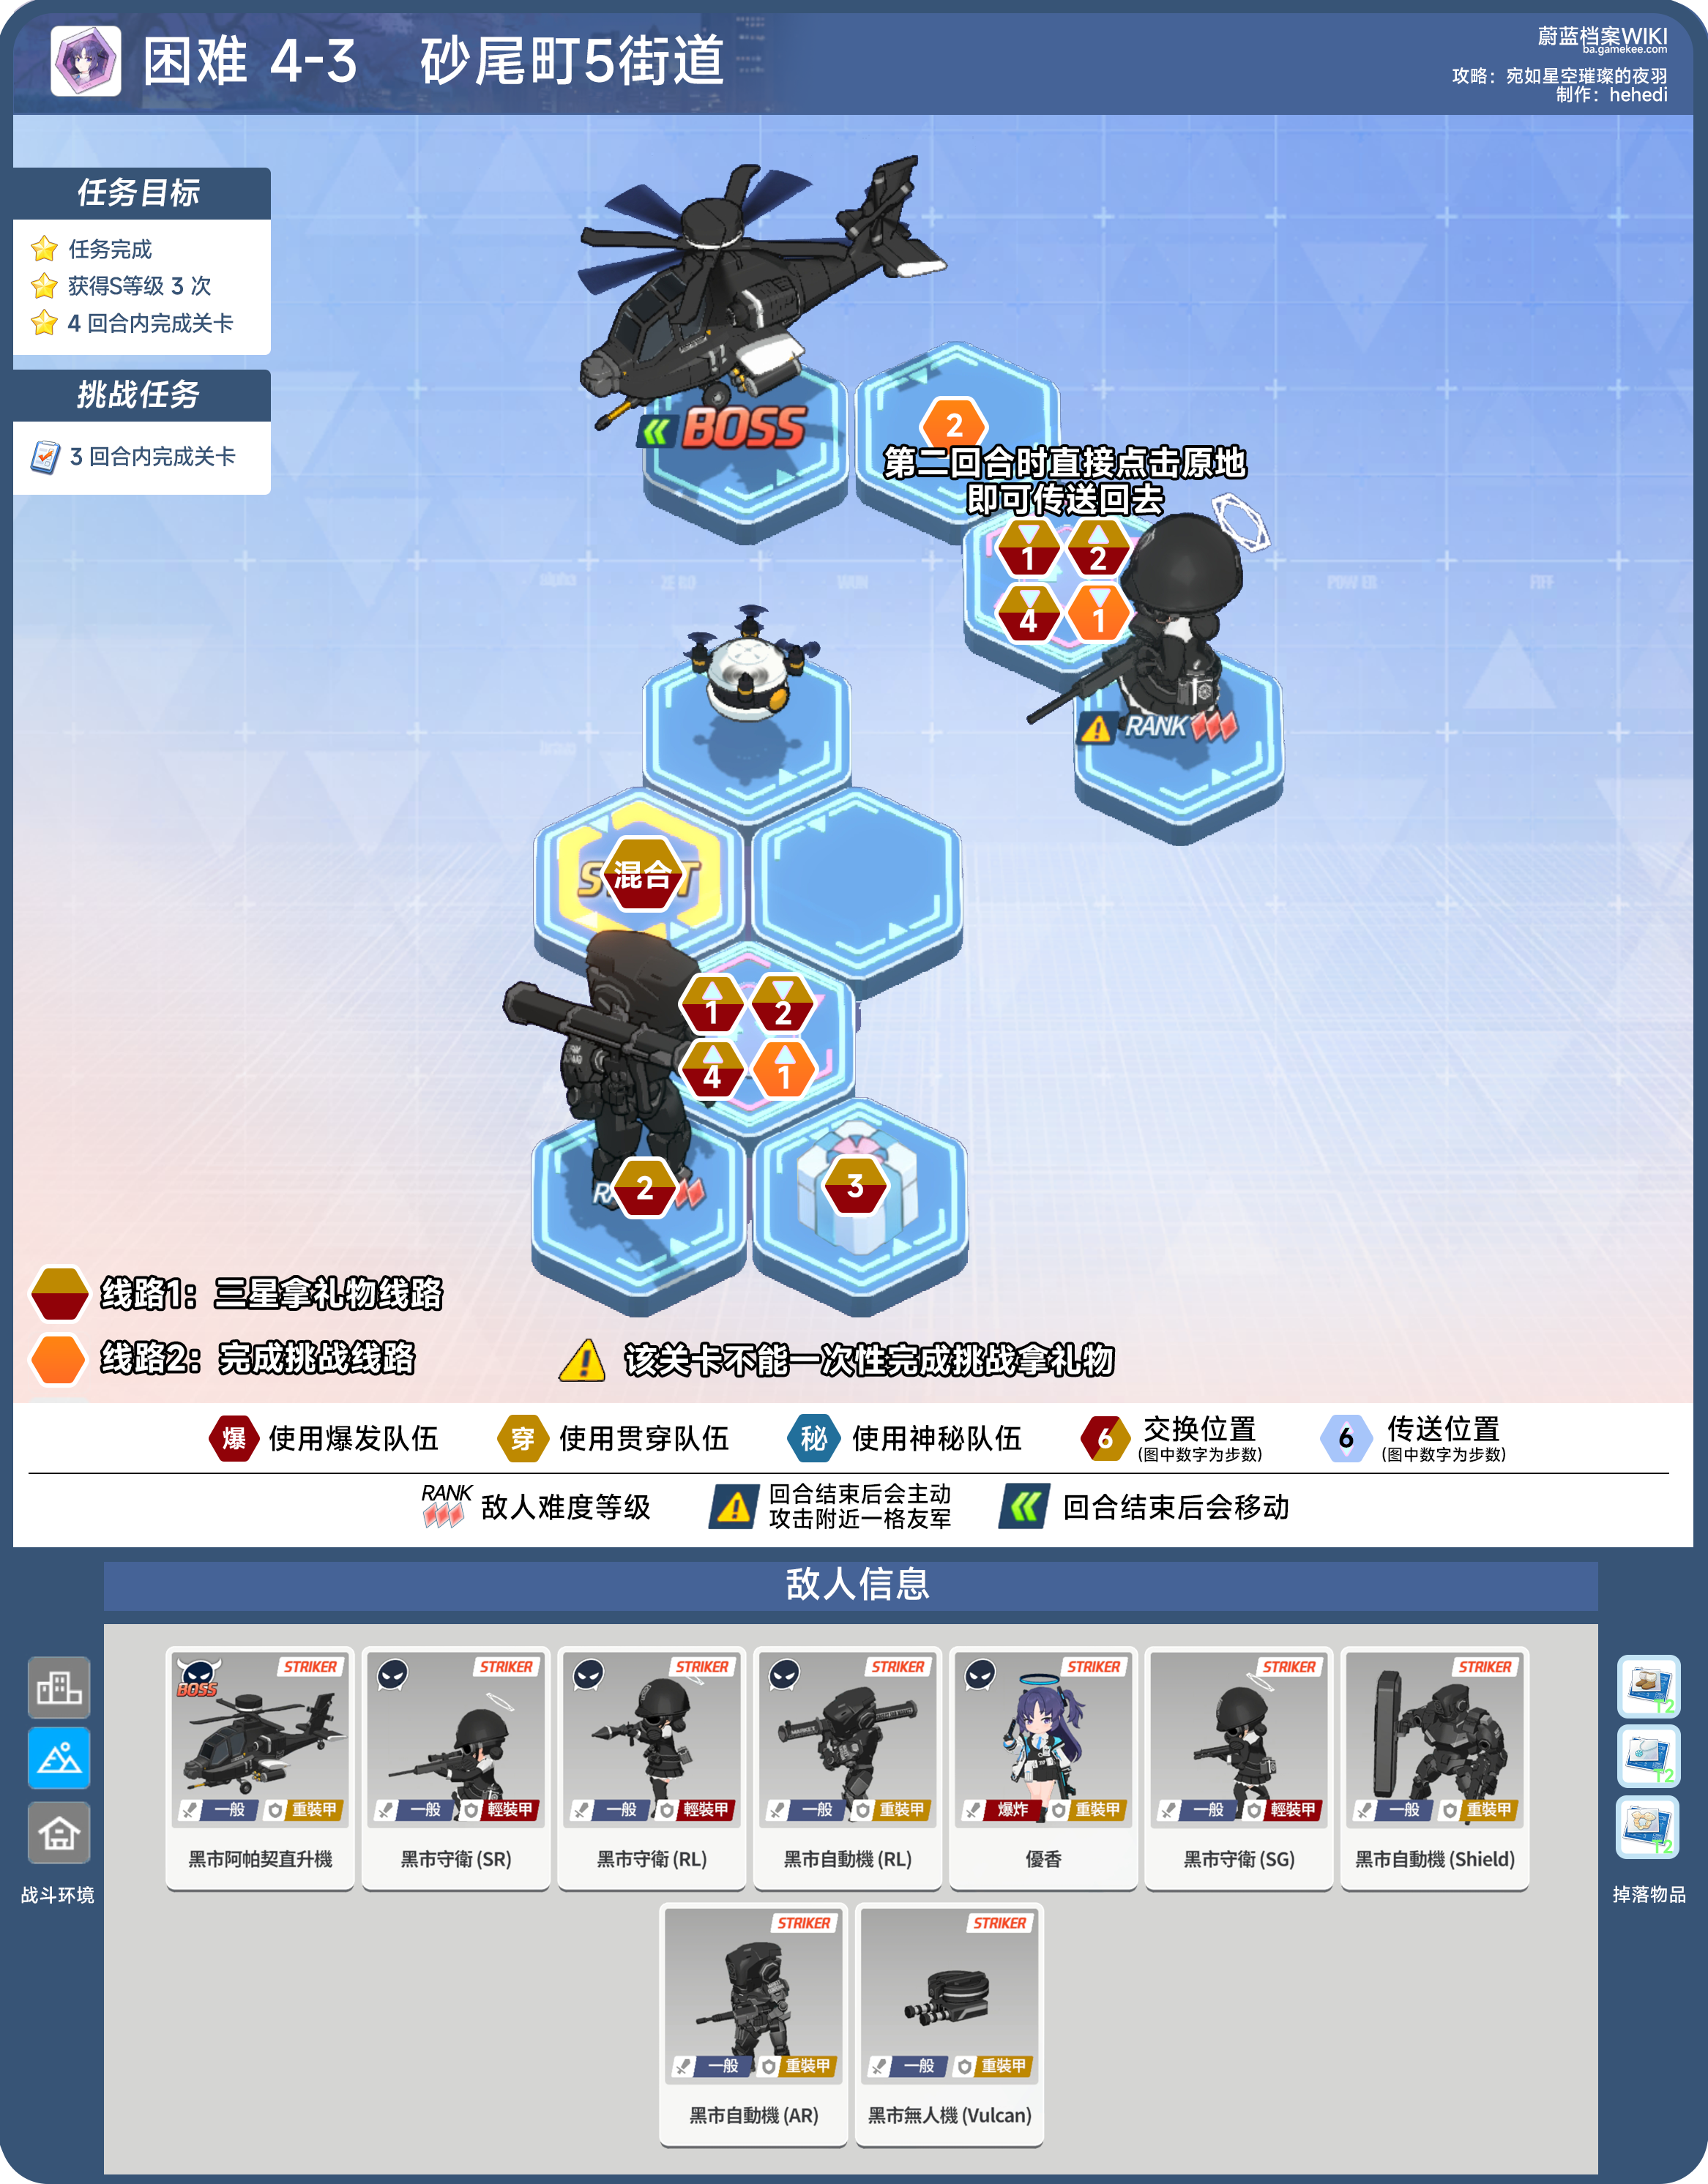 困难 4-3 砂尾町5街道
蔚蓝档案WIKI
ba.gamekee.com
攻略：宛如星空璀璨的夜羽
制作：hehedi
任务目标
任务完成
获得S等级 3 次
4 回合内完成关卡
挑战任务
3 回合内完成关卡
BOSS
2
第二回合时直接点击原地
即可传送回去
1 2
4 1
RANK
混合
1 2
4 1
2
3
线路1：三星拿礼物线路
线路2：完成挑战线路
该关卡不能一次性完成挑战拿礼物
爆 使用爆发队伍
穿 使用贯穿队伍
秘 使用神秘队伍
6 交换位置
(图中数字为步数)
6 传送位置
(图中数字为步数)
RANK 敌人难度等级
回合结束后会主动
攻击附近一格友军
回合结束后会移动
敌人信息
BOSS STRIKER
一般 重裝甲
黑市阿帕契直升機
STRIKER
一般 輕裝甲
黑市守衛 (SR)
STRIKER
一般 輕裝甲
黑市守衛 (RL)
STRIKER
一般 重裝甲
黑市自動機 (RL)
STRIKER
爆炸 重裝甲
優香
STRIKER
一般 輕裝甲
黑市守衛 (SG)
STRIKER
一般 重裝甲
黑市自動機 (Shield)
STRIKER
一般 重裝甲
黑市自動機 (AR)
STRIKER
一般 重裝甲
黑市無人機 (Vulcan)
战斗环境
T2
T2
T2
掉落物品